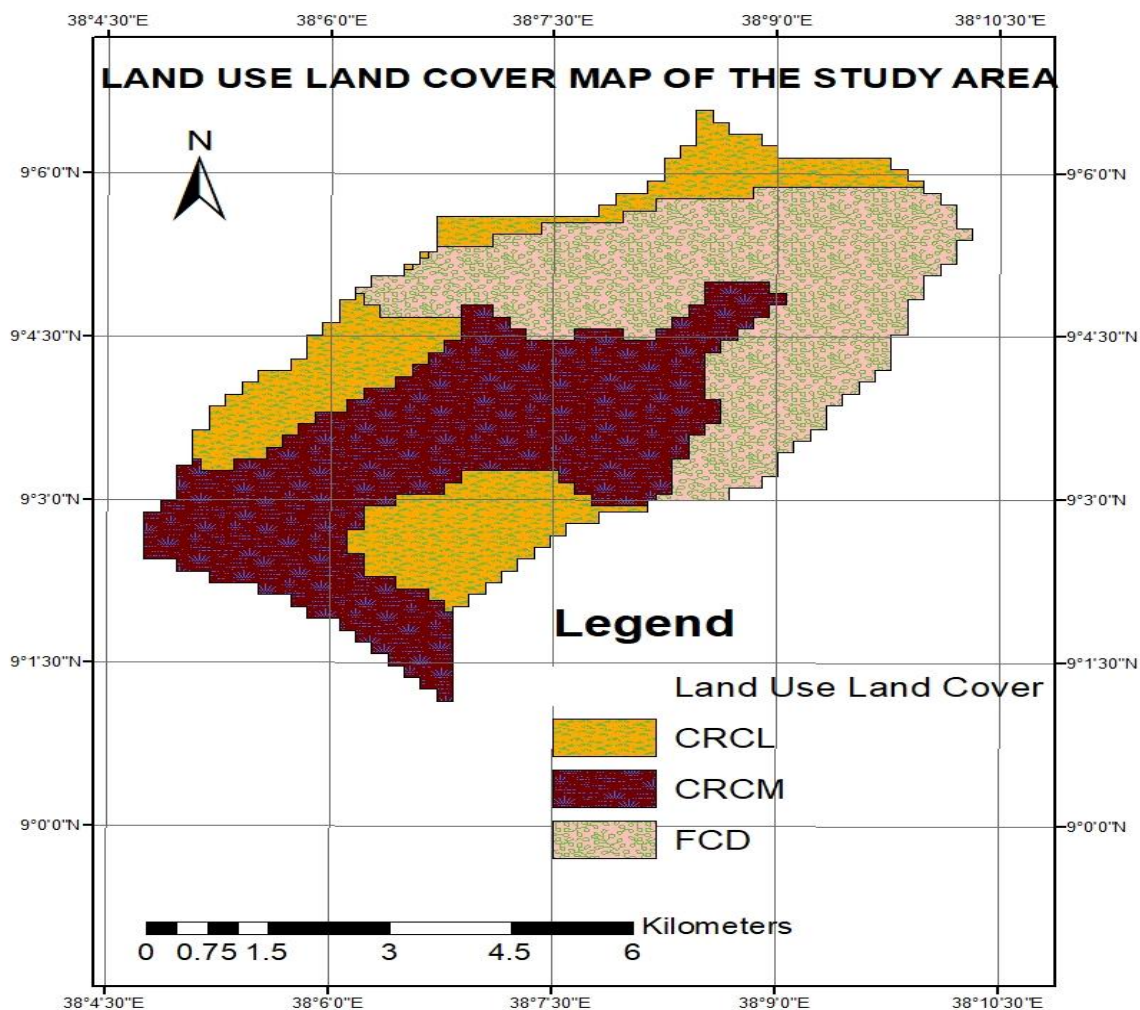 38°4'30"E 38°6'0"E 38°7'30"E 38°9'0"E 38°10'30"E
LAND USE LAND COVER MAP OF THE STUDY AREA
N
9°6'0"N 9°6'0"N
9°4'30"N 9°4'30"N
9°3'0"N 9°3'0"N
Legend
9°1'30"N 9°1'30"N
Land Use Land Cover
CRCL
CRCM
9°0'0"N 9°0'0"N
FCD
Kilometers
0 0.75 1.5 3 4.5 6
38°4'30"E 38°6'0"E 38°7'30"E 38°9'0"E 38°10'30"E